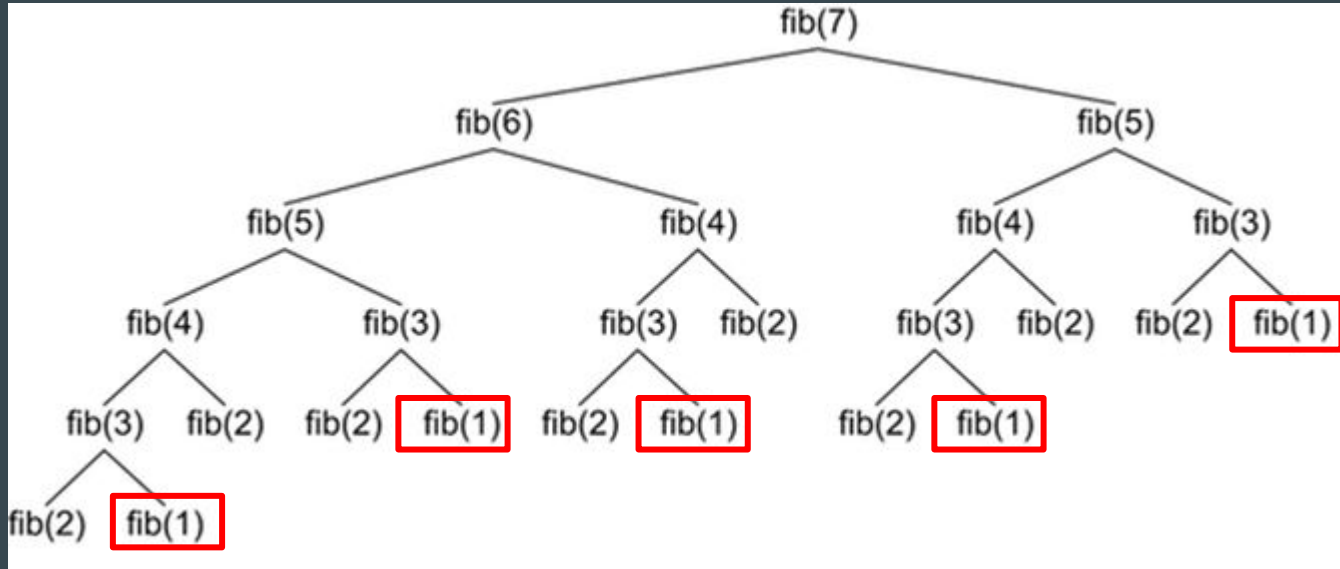 fib(7)
fib(6) fib(5)
fib(5) fib(4) fib(4) fib(3)
fib(4) fib(3) fib(3) fib(2) fib(3) fib(2) fib(2) fib(1)
fib(3) fib(2) fib(2) fib(1) fib(2) fib(1) fib(2) fib(1)
fib(2) fib(1)